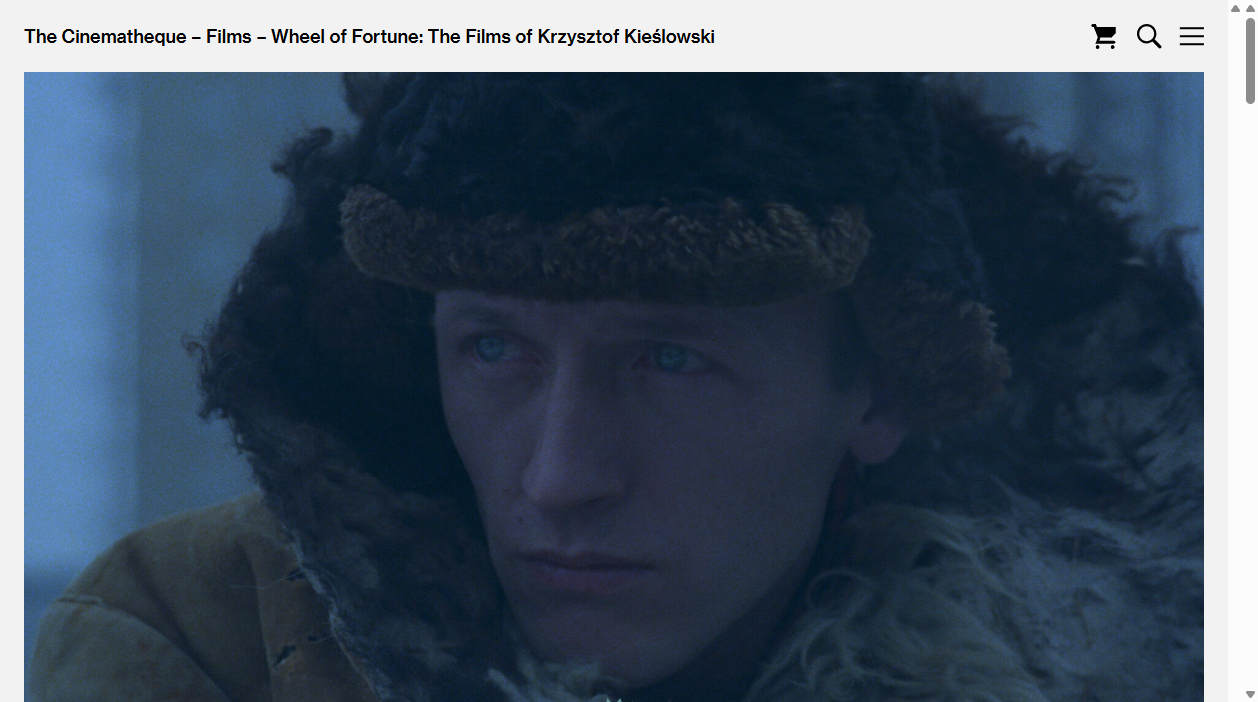 The Cinematheque – Films – Wheel of Fortune: The Films of Krzysztof Kieślowski